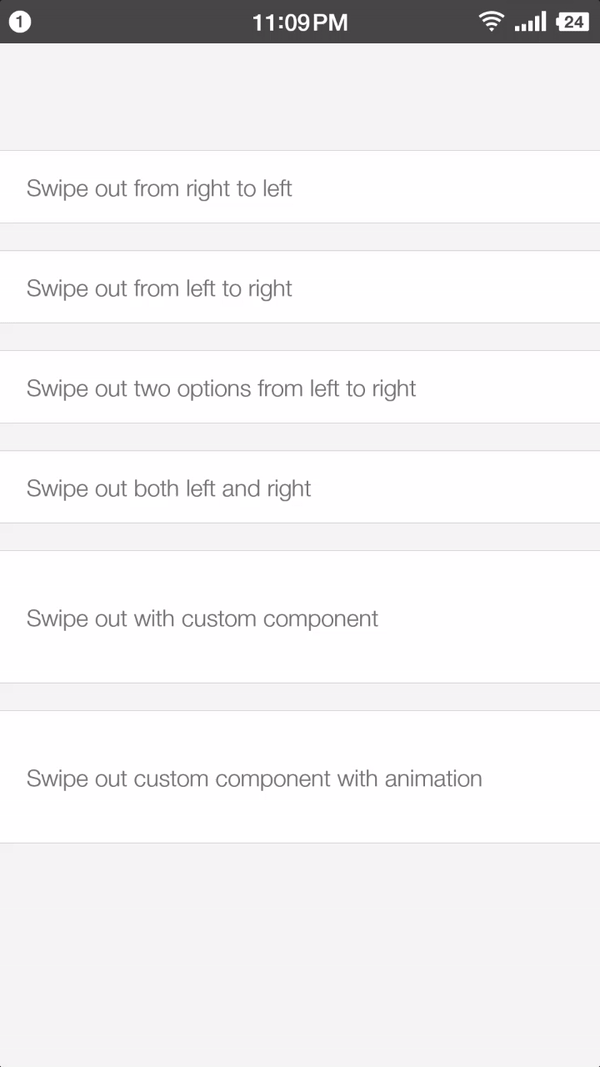 1 11:09 PM 24
Swipe out from right to left
Swipe out from left to right
Swipe out two options from left to right
Swipe out both left and right
Swipe out with custom component
Swipe out custom component with animation